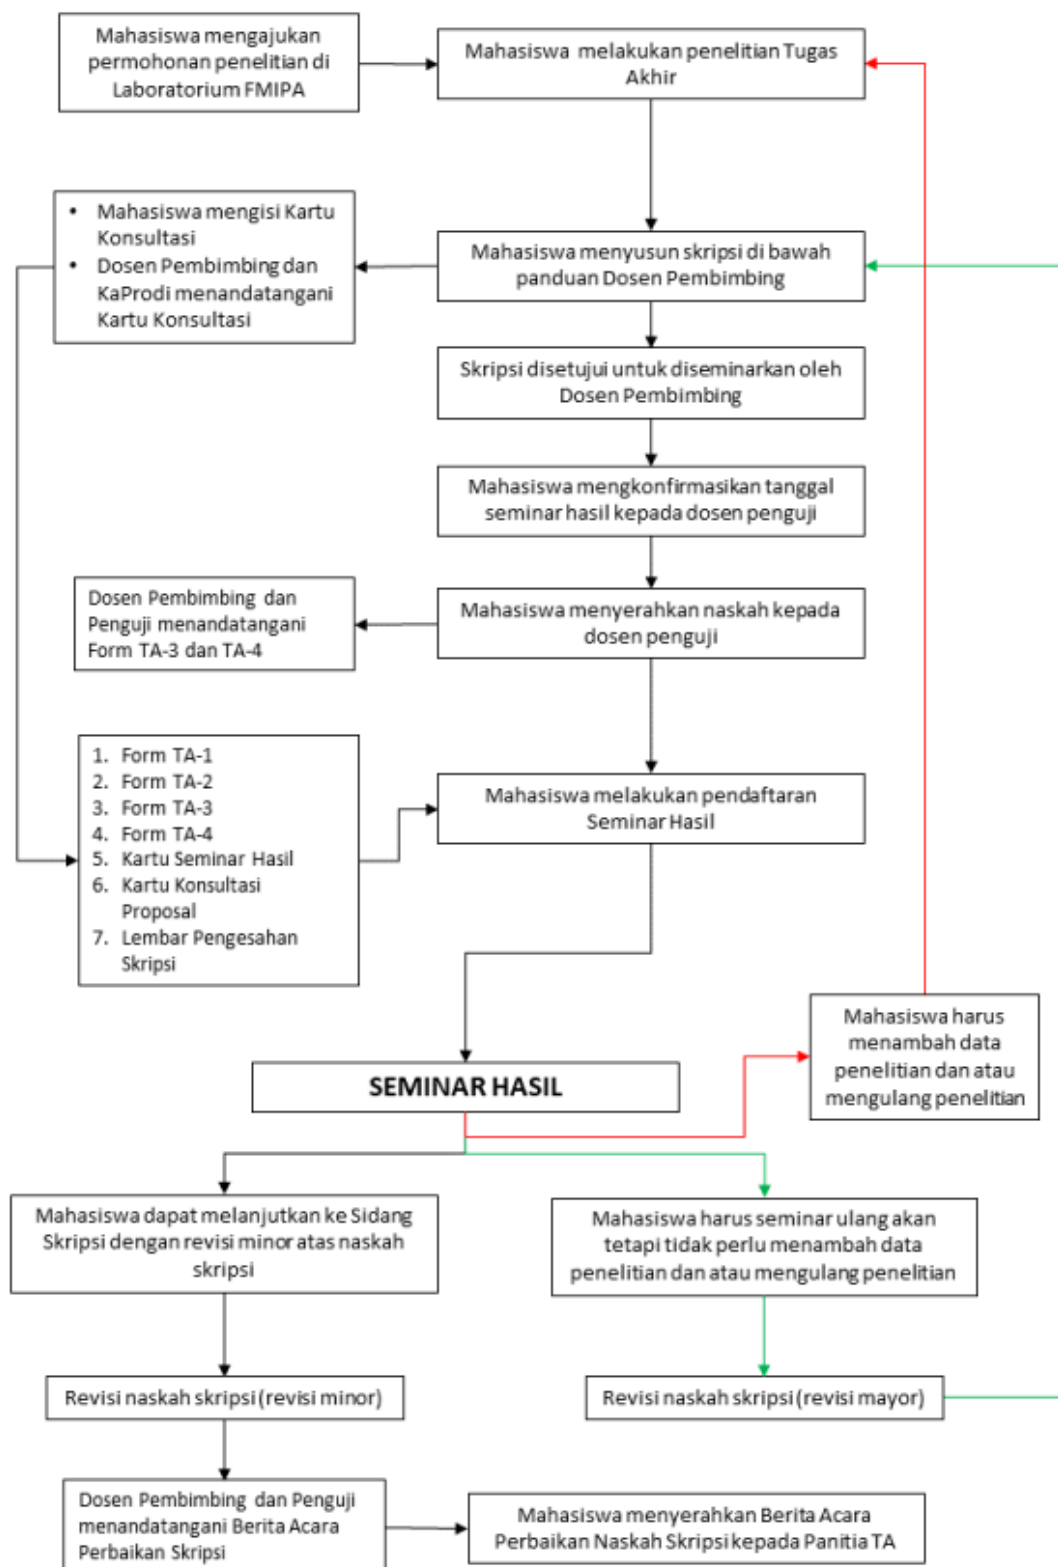 Mahasiswa mengajukan
permohonan penelitian di
Laboratorium FMIPA
Mahasiswa melakukan penelitian Tugas
Akhir
• Mahasiswa mengisi Kartu
Konsultasi
• Dosen Pembimbing dan
KaProdi menandatangani
Kartu Konsultasi
Mahasiswa menyusun skripsi di bawah
panduan Dosen Pembimbing
Skripsi disetujui untuk diseminarkan oleh
Dosen Pembimbing
Mahasiswa mengkonfirmasikan tanggal
seminar hasil kepada dosen penguji
Dosen Pembimbing dan
Penguji menandatangani
Form TA-3 dan TA-4
Mahasiswa menyerahkan naskah kepada
dosen penguji
1. Form TA-1
2. Form TA-2
3. Form TA-3
4. Form TA-4
5. Kartu Seminar Hasil
6. Kartu Konsultasi
Proposal
7. Lembar Pengesahan
Skripsi
Mahasiswa melakukan pendaftaran
Seminar Hasil
Mahasiswa harus
menambah data
penelitian dan atau
mengulang penelitian
SEMINAR HASIL
Mahasiswa dapat melanjutkan ke Sidang
Skripsi dengan revisi minor atas naskah
skripsi
Mahasiswa harus seminar ulang akan
tetapi tidak perlu menambah data
penelitian dan atau mengulang penelitian
Revisi naskah skripsi (revisi minor)
Revisi naskah skripsi (revisi mayor)
Dosen Pembimbing dan Penguji
menandatangani Berita Acara
Perbaikan Skripsi
Mahasiswa menyerahkan Berita Acara
Perbaikan Naskah Skripsi kepada Panitia TA